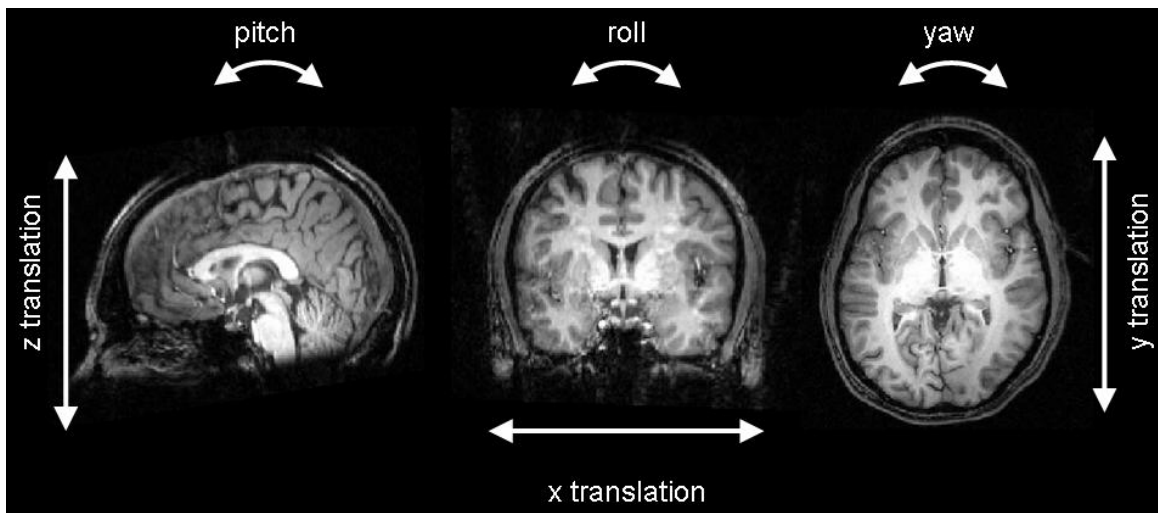 pitch
roll
yaw
z translation
y translation
x translation